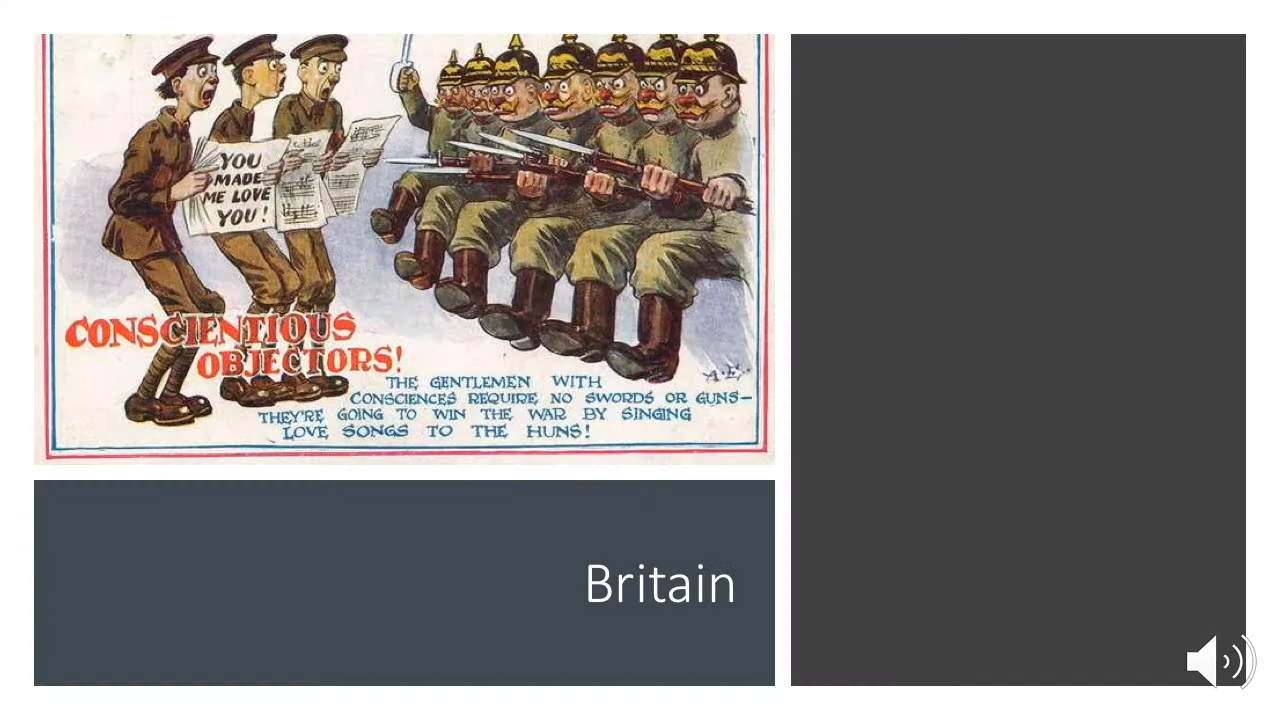 YOU
MADE
ME LOVE
YOU!
CONSCIENTIOUS
OBJECTORS!
THE GENTLEMEN WITH
CONSCIENCES REQUIRE NO SWORDS OR GUNS—
THEY'RE GOING TO WIN THE WAR BY SINGING
LOVE SONGS TO THE HUNS!
A.E.
Britain